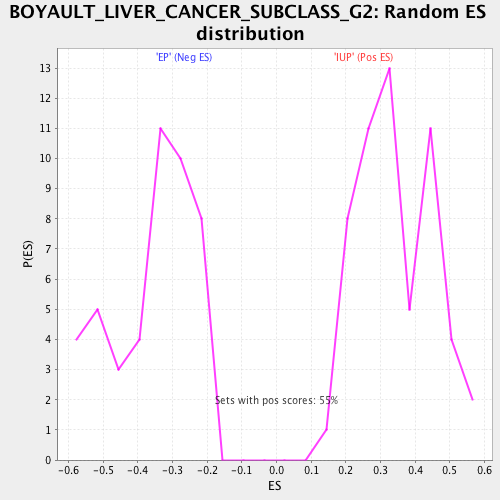 BOYAULT_LIVER_CANCER_SUBCLASS_G2: Random ES
distribution
'EP' (Neg ES)
'IUP' (Pos ES)
13
12
11
10
9
8
7
6
5
4
3
2
1
0
P(ES)
Sets with pos scores: 55%
-0.6 -0.5 -0.4 -0.3 -0.2 -0.1 0.0 0.1 0.2 0.3 0.4 0.5 0.6
ES